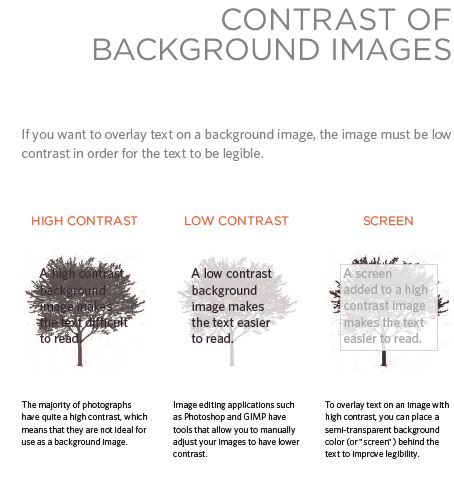 CONTRAST OF
BACKGROUND IMAGES
If you want to overlay text on a background image, the image must be low
contrast in order for the text to be legible.
HIGH CONTRAST
A high contrast
background
image makes
the text difficult
to read.
The majority of photographs
have quite a high contrast, which
means that they are not ideal for
use as a background image.
LOW CONTRAST
A low contrast
background
image makes
the text easier
to read.
Image editing applications such
as Photoshop and GIMP have
tools that allow you to manually
adjust your images to have lower
contrast.
SCREEN
A screen
added to a high
contrast image
makes the text
easier to read.
To overlay text on an image with
high contrast, you can place a
semi-transparent background
color (or "screen") behind the
text to improve legibility.